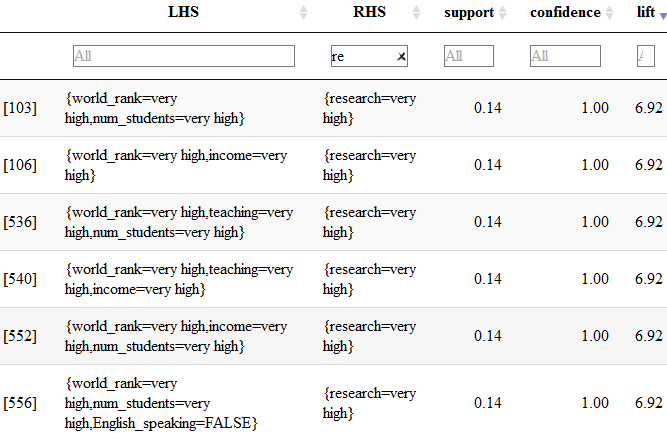 LHS RHS support confidence lift
All re All All A
[103] {world_rank=very high,num_students=very high} {research=very high} 0.14 1.00 6.92
[106] {world_rank=very high,income=very high} {research=very high} 0.14 1.00 6.92
[536] {world_rank=very high,teaching=very high,num_students=very high} {research=very high} 0.14 1.00 6.92
[540] {world_rank=very high,teaching=very high,income=very high} {research=very high} 0.14 1.00 6.92
[552] {world_rank=very high,income=very high,num_students=very high} {research=very high} 0.14 1.00 6.92
[556] {world_rank=very high,num_students=very high,English_speaking=FALSE} {research=very high} 0.14 1.00 6.92